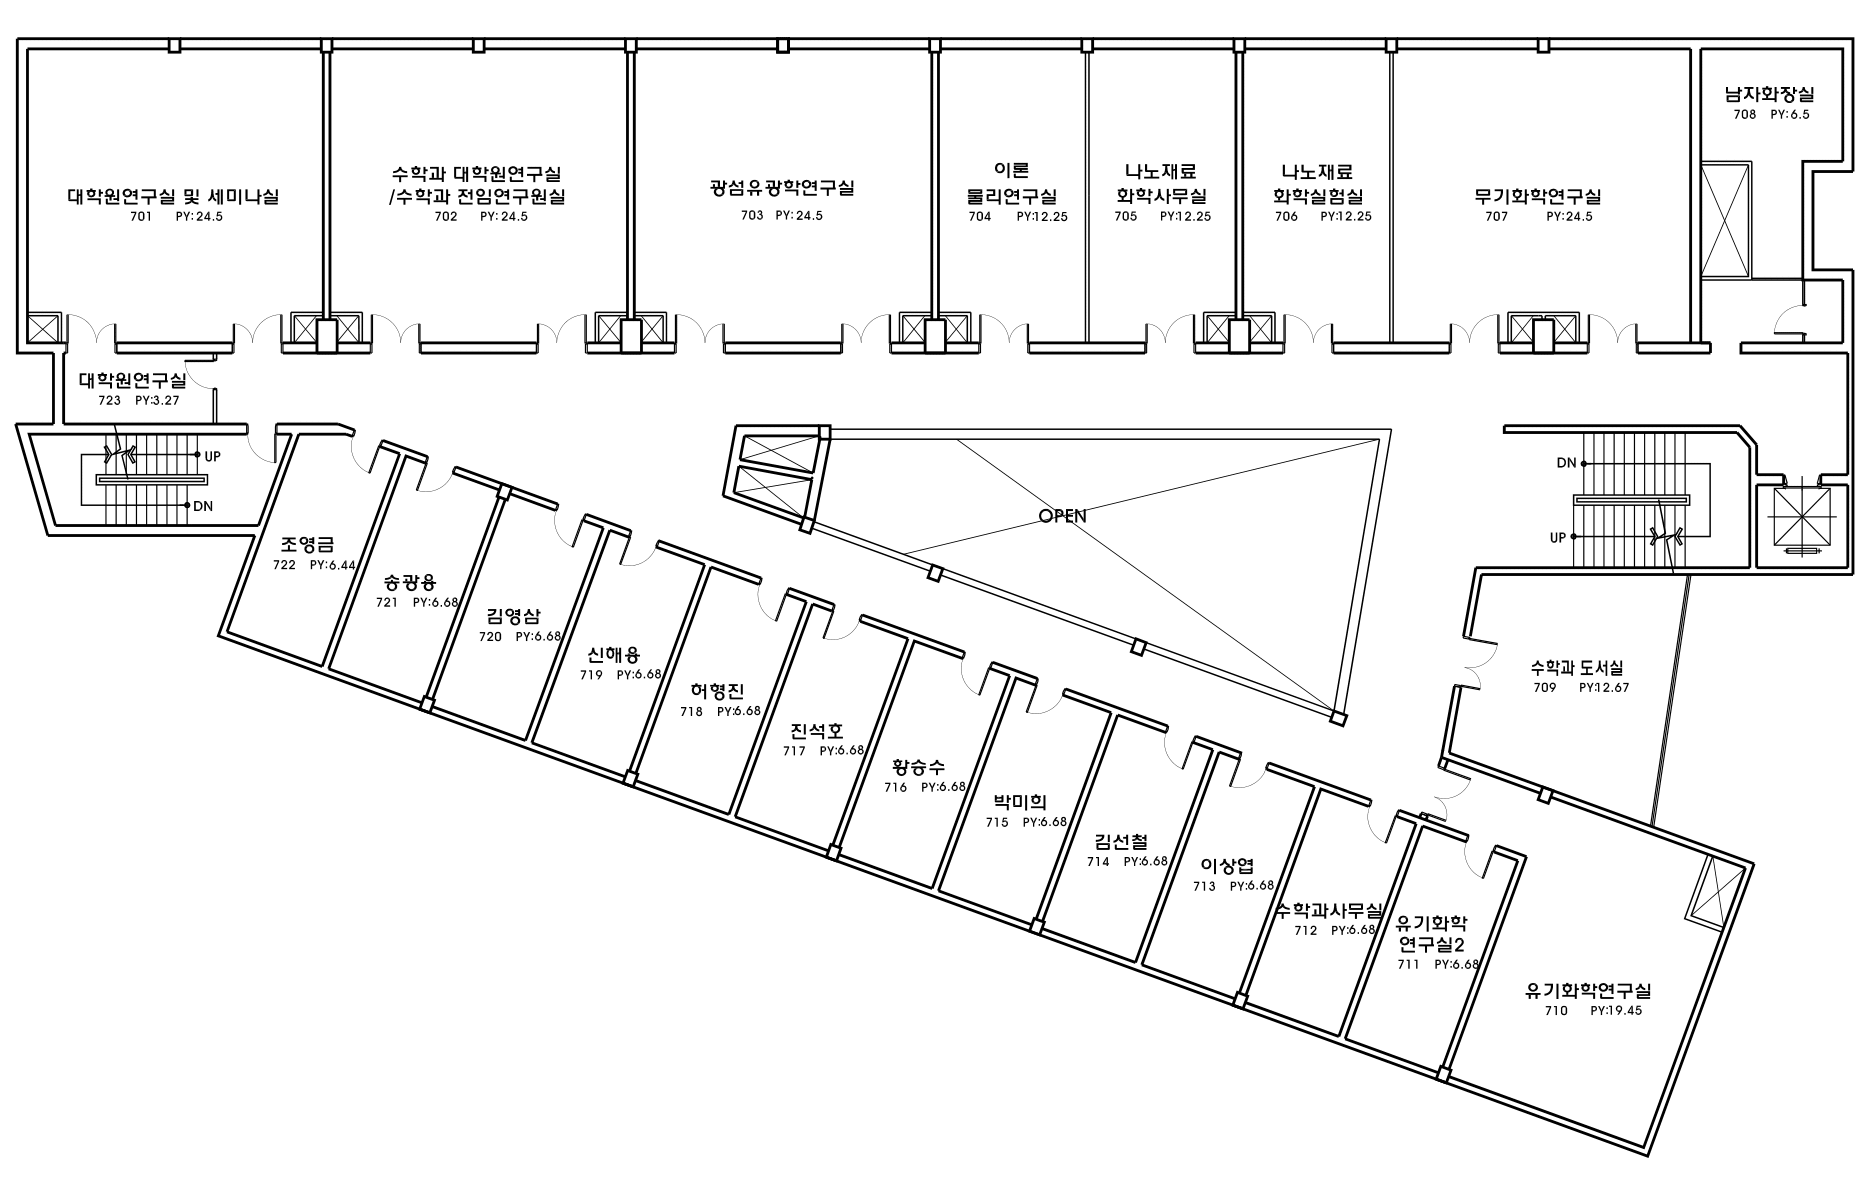 남자화장실
708 PY:6.5
대학원연구실 및 세미나실
701 PY:24.5
수학과 대학원연구실
/수학과 전임연구원실
702 PY:24.5
광섬유광학연구실
703 PY:24.5
이론
물리연구실
704 PY:12.25
나노재료
화학사무실
705 PY:12.25
나노재료
화학실험실
706 PY:12.25
무기화학연구실
707 PY:24.5
대학원연구실
723 PY:3.27
UP
DN
OPEN
DN
UP
조영금
722 PY:6.44
송광용
721 PY:6.68
김영삼
720 PY:6.68
신해용
719 PY:6.68
허형진
718 PY:6.68
진석호
717 PY:6.68
황승수
716 PY:6.68
박미희
715 PY:6.68
김선철
714 PY:6.68
이상엽
713 PY:6.68
수학과사무실
712 PY:6.68
유기화학
연구실2
711 PY:6.68
유기화학연구실
710 PY:19.45
수학과 도서실
709 PY:12.67